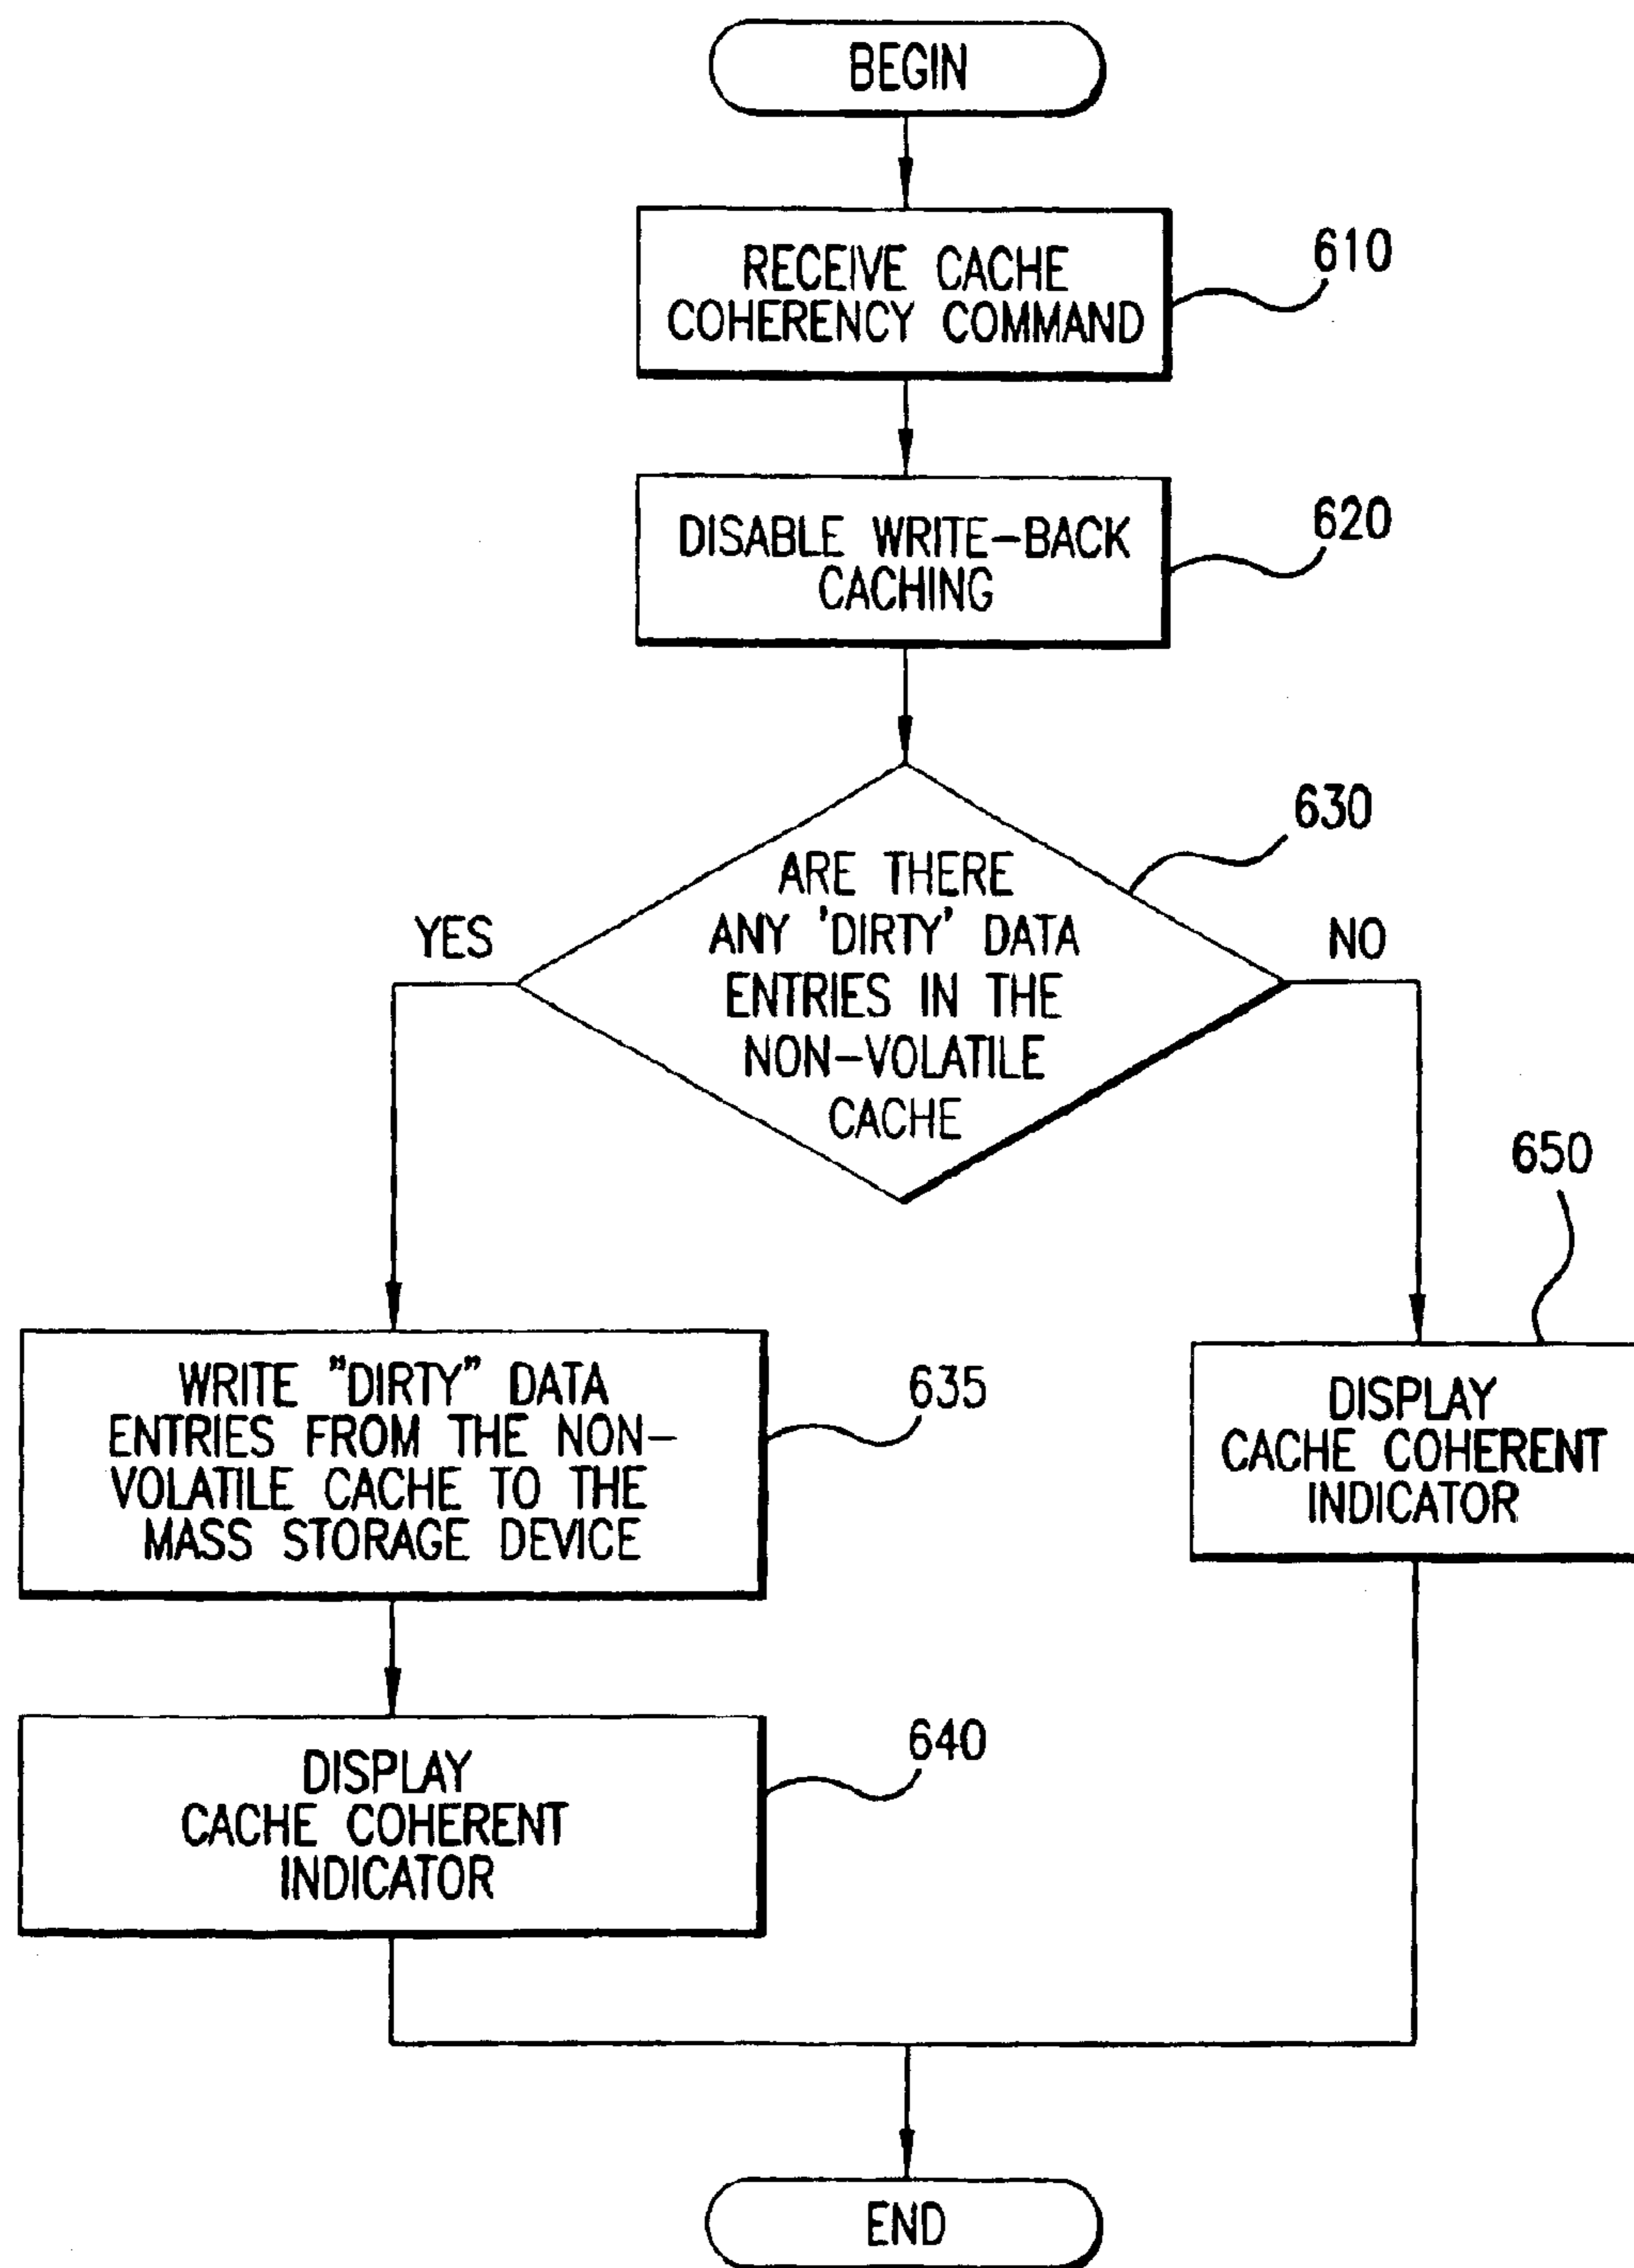 BEGIN
RECEIVE CACHE
COHERENCY COMMAND
610
DISABLE WRITE-BACK
CACHING
620
ARE THERE
ANY 'DIRTY' DATA
ENTRIES IN THE
NON-VOLATILE
CACHE
630
YES
NO
WRITE "DIRTY" DATA
ENTRIES FROM THE NON-
VOLATILE CACHE TO THE
MASS STORAGE DEVICE
635
650
DISPLAY
CACHE COHERENT
INDICATOR
DISPLAY
CACHE COHERENT
INDICATOR
640
END